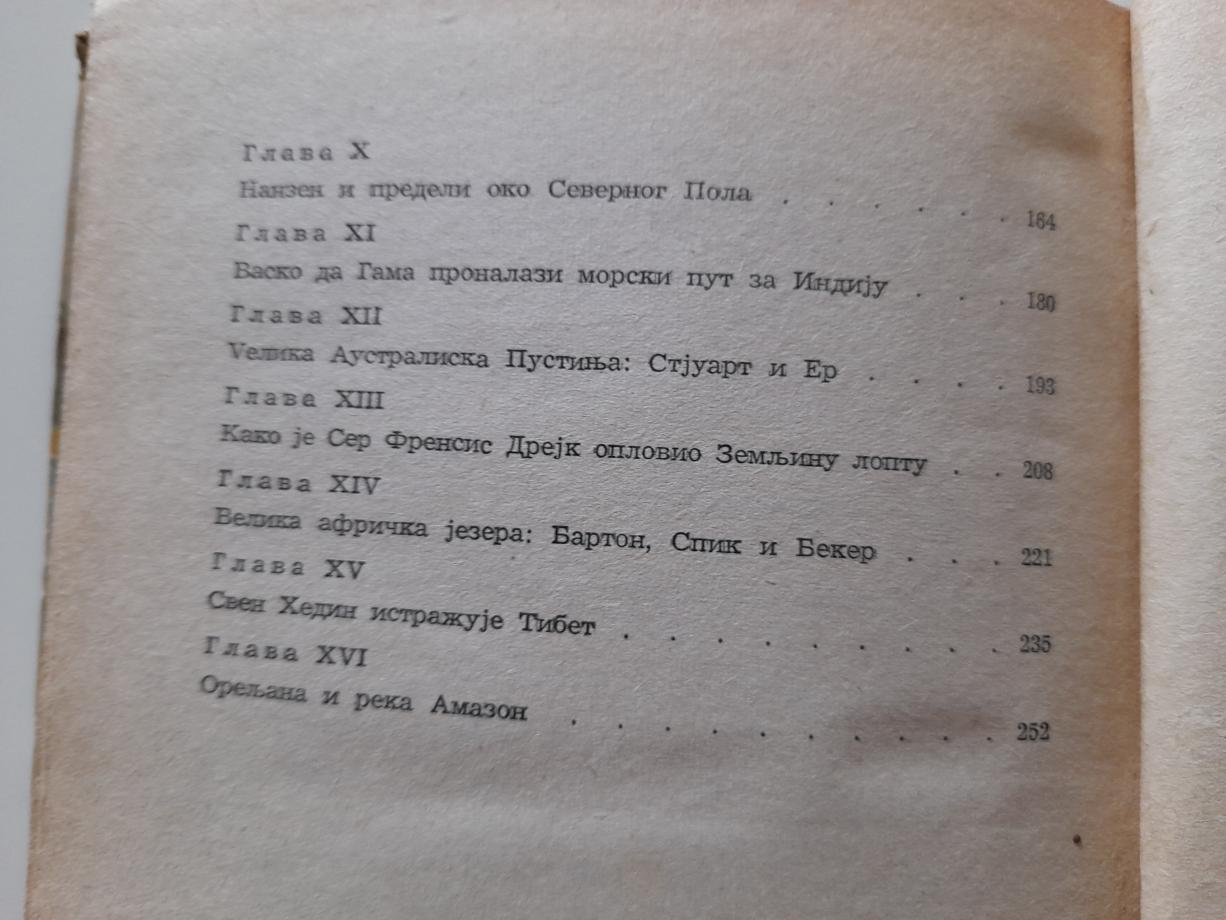 Глава X
Нанзен и предели око Северног Пола . . . . . . 164
Глава XI
Васко да Гама проналази морски пут за Индију . . . 180
Глава XII
Vелика Аустралиска Пустиња: Стјуарт и Ер . . . . 193
Глава XIII
Како је Сер Френсис Дрејк опловио Земљину лопту . . 208
Глава XIV
Велика афричка језера: Бартон, Спик и Бекер . . . 221
Глава XV
Свен Хедин истражује Тибет . . . . . . . . . 235
Глава XVI
Орељана и река Амазон . . . . . . . . . . 252